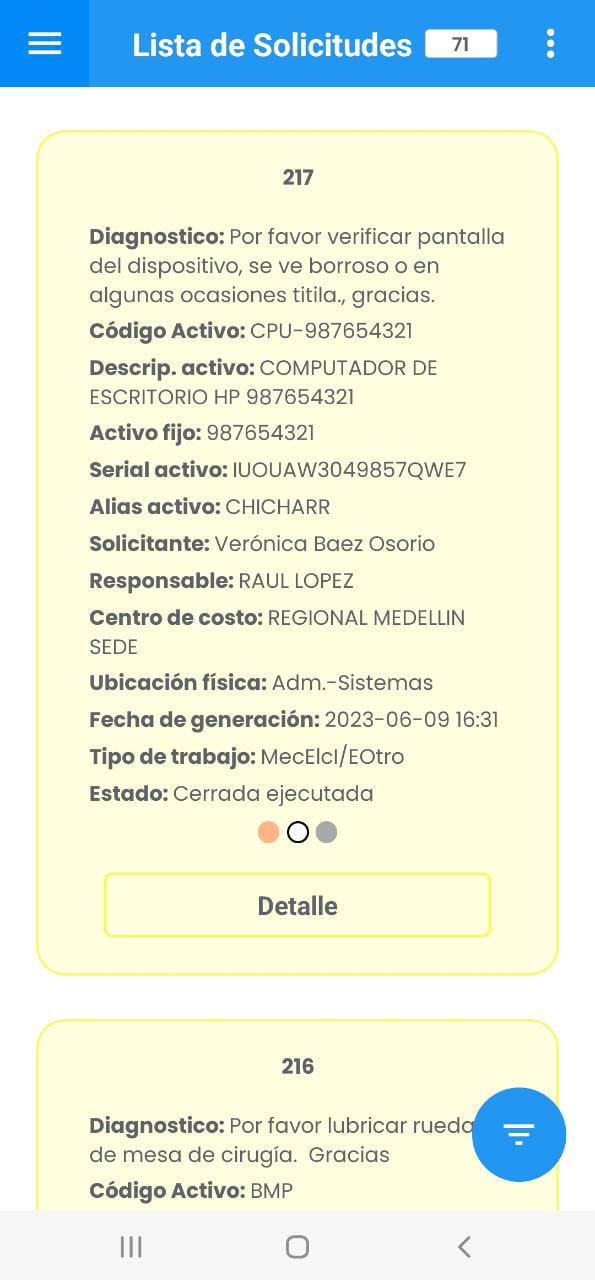 Lista de Solicitudes 71
217
Diagnostico: Por favor verificar pantalla
del dispositivo, se ve borroso o en
algunas ocasiones titila., gracias.
Código Activo: CPU-987654321
Descrip. activo: COMPUTADOR DE
ESCRITORIO HP 987654321
Activo fijo: 987654321
Serial activo: IUOUAW3049857QWE7
Alias activo: CHICHARR
Solicitante: Verónica Baez Osorio
Responsable: RAUL LOPEZ
Centro de costo: REGIONAL MEDELLIN
SEDE
Ubicación física: Adm.-Sistemas
Fecha de generación: 2023-06-09 16:31
Tipo de trabajo: MecElcI/EOtro
Estado: Cerrada ejecutada
Detalle
216
Diagnostico: Por favor lubricar rueda
de mesa de cirugía.  Gracias
Código Activo: BMP